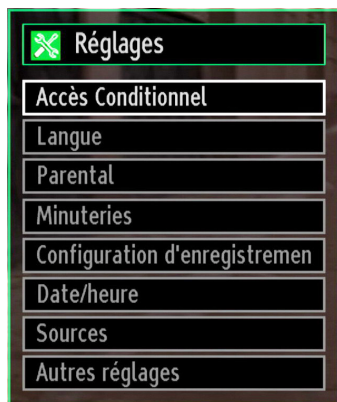 Réglages
Accès Conditionnel
Langue
Parental
Minuteries
Configuration d'enregistremen
Date/heure
Sources
Autres réglages